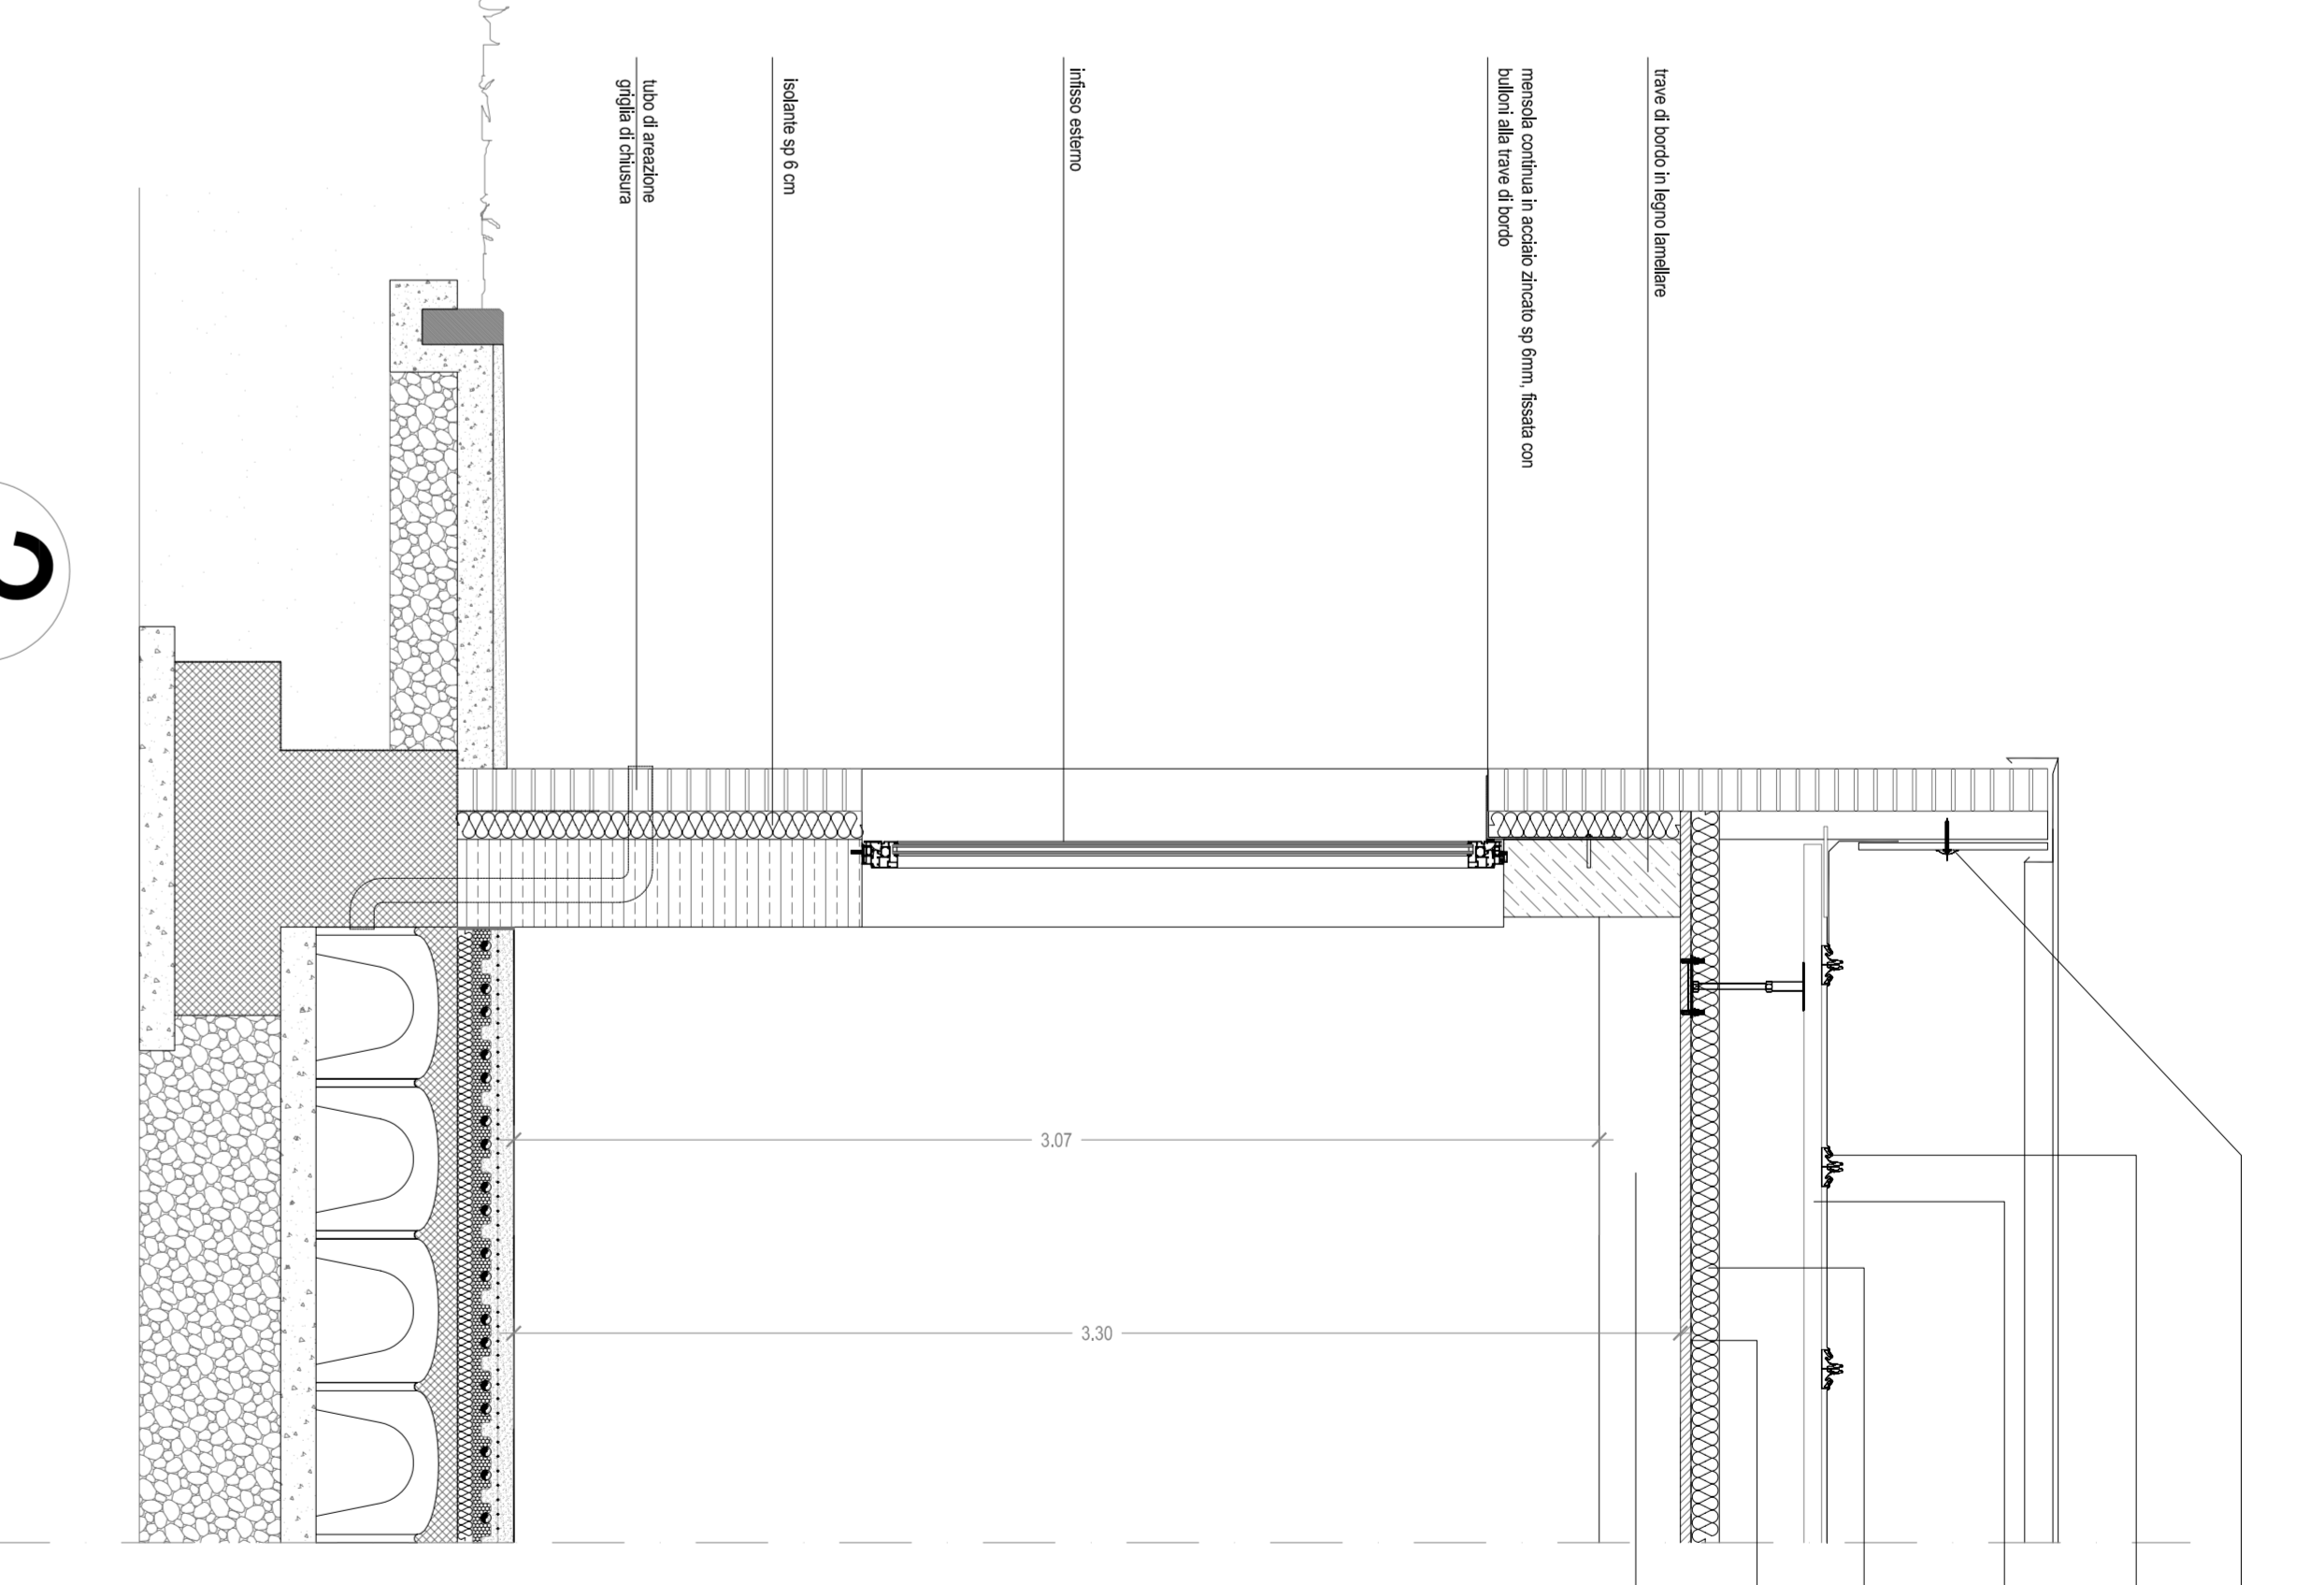 trave di bordo in legno lamellare
mensola continua in acciaio zincato sp 6mm, fissata con
bulloni alla trave di bordo
infisso esterno
isolante sp 6 cm
tubo di areazione
griglia di chiusura
3.07
3.30
C